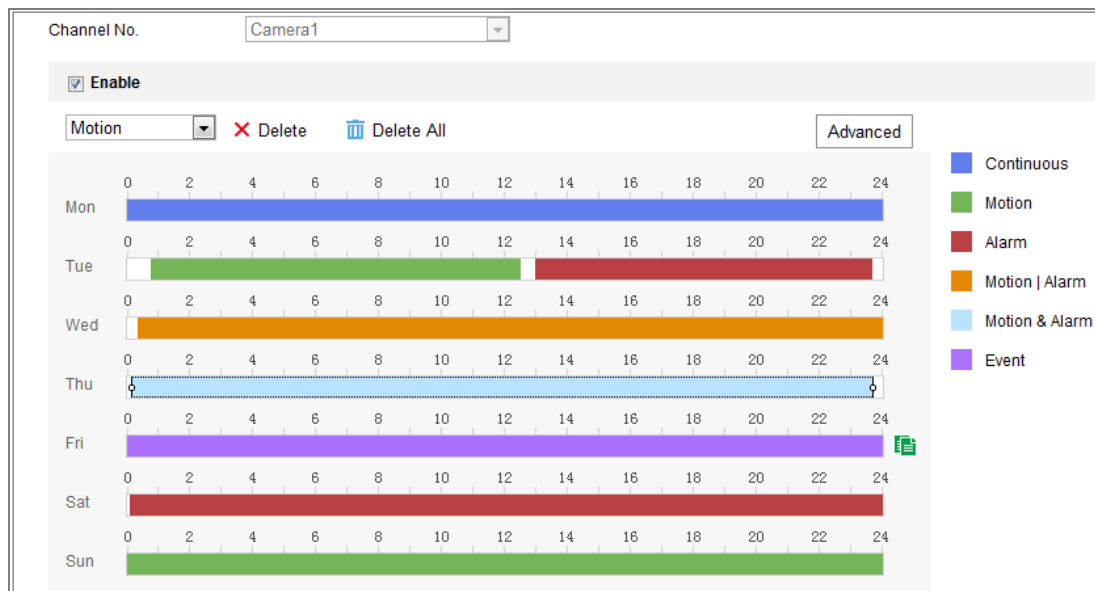 Channel No. Camera1
Enable
Motion Delete Delete All Advanced
Continuous
0 2 4 6 8 10 12 14 16 18 20 22 24
Mon
Motion
0 2 4 6 8 10 12 14 16 18 20 22 24
Tue
Alarm
0 2 4 6 8 10 12 14 16 18 20 22 24
Wed
Motion | Alarm
Motion & Alarm
0 2 4 6 8 10 12 14 16 18 20 22 24
Thu
Event
0 2 4 6 8 10 12 14 16 18 20 22 24
Fri
0 2 4 6 8 10 12 14 16 18 20 22 24
Sat
0 2 4 6 8 10 12 14 16 18 20 22 24
Sun